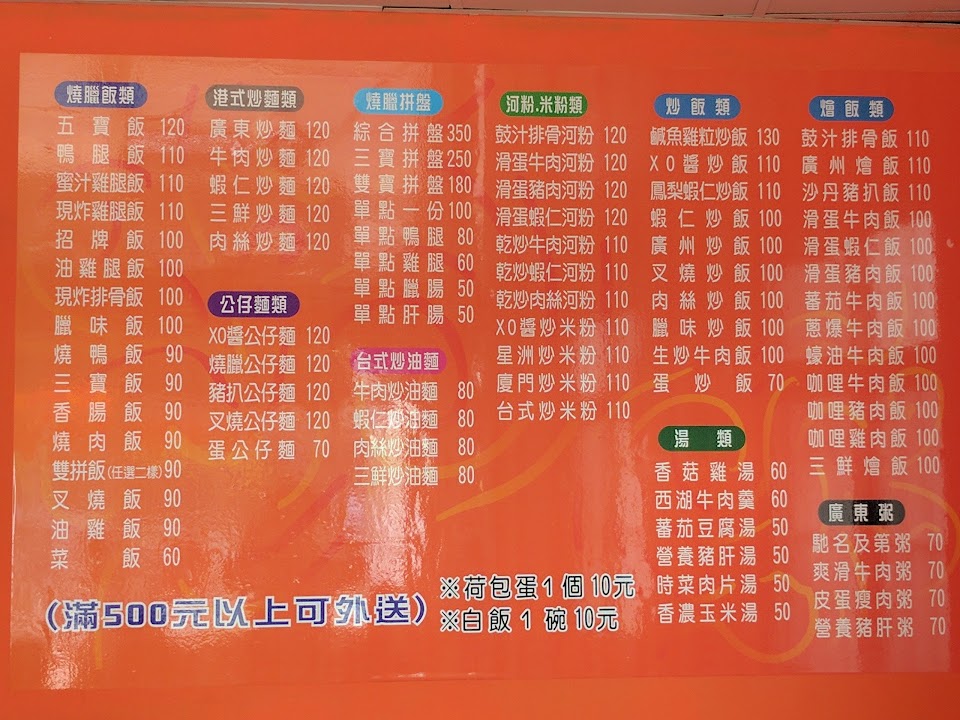 燒臘飯類
五寶飯 120
鴨腿飯 110
蜜汁雞腿飯 110
現炸雞腿飯 110
招牌飯 100
油雞腿飯 100
現炸排骨飯 100
臘味飯 100
燒鴨飯 90
三寶飯 90
香腸飯 90
燒肉飯 90
雙拼飯(任選二樣) 90
叉燒飯 90
油雞飯 90
菜飯 60
港式炒麵類
廣東炒麵 120
牛肉炒麵 120
蝦仁炒麵 120
三鮮炒麵 120
肉絲炒麵 120
公仔麵類
XO醬公仔麵 120
燒臘公仔麵 120
豬扒公仔麵 120
叉燒公仔麵 120
蛋公仔麵 70
燒臘拼盤
綜合拼盤 350
三寶拼盤 250
雙寶拼盤 180
單點一份 100
單點鴨腿 80
單點雞腿 60
單點臘腸 50
單點肝腸 50
台式炒油麵
牛肉炒油麵 80
蝦仁炒油麵 80
肉絲炒油麵 80
三鮮炒油麵 80
河粉.米粉類
鼓汁排骨河粉 120
滑蛋牛肉河粉 120
滑蛋豬肉河粉 120
滑蛋蝦仁河粉 120
乾炒牛肉河粉 110
乾炒蝦仁河粉 110
乾炒肉絲河粉 110
XO醬炒米粉 110
星洲炒米粉 110
廈門炒米粉 110
台式炒米粉 110
炒飯類
鹹魚雞粒炒飯 130
XO醬炒飯 110
鳳梨蝦仁炒飯 110
蝦仁炒飯 100
廣州炒飯 100
叉燒炒飯 100
肉絲炒飯 100
臘味炒飯 100
生炒牛肉飯 100
蛋炒飯 70
湯類
香菇雞湯 60
西湖牛肉羹 60
蕃茄豆腐湯 50
營養豬肝湯 50
時菜肉片湯 50
香濃玉米湯 50
燴飯類
鼓汁排骨飯 110
廣州燴飯 110
沙丹豬扒飯 110
滑蛋牛肉飯 100
滑蛋蝦仁飯 100
滑蛋豬肉飯 100
蕃茄牛肉飯 100
蔥爆牛肉飯 100
蠔油牛肉飯 100
咖哩牛肉飯 100
咖哩豬肉飯 100
咖哩雞肉飯 100
三鮮燴飯 100
廣東粥
馳名及第粥 70
爽滑牛肉粥 70
皮蛋瘦肉粥 70
營養豬肝粥 70
(滿500元以上可外送)
※荷包蛋1個10元
※白飯1碗10元